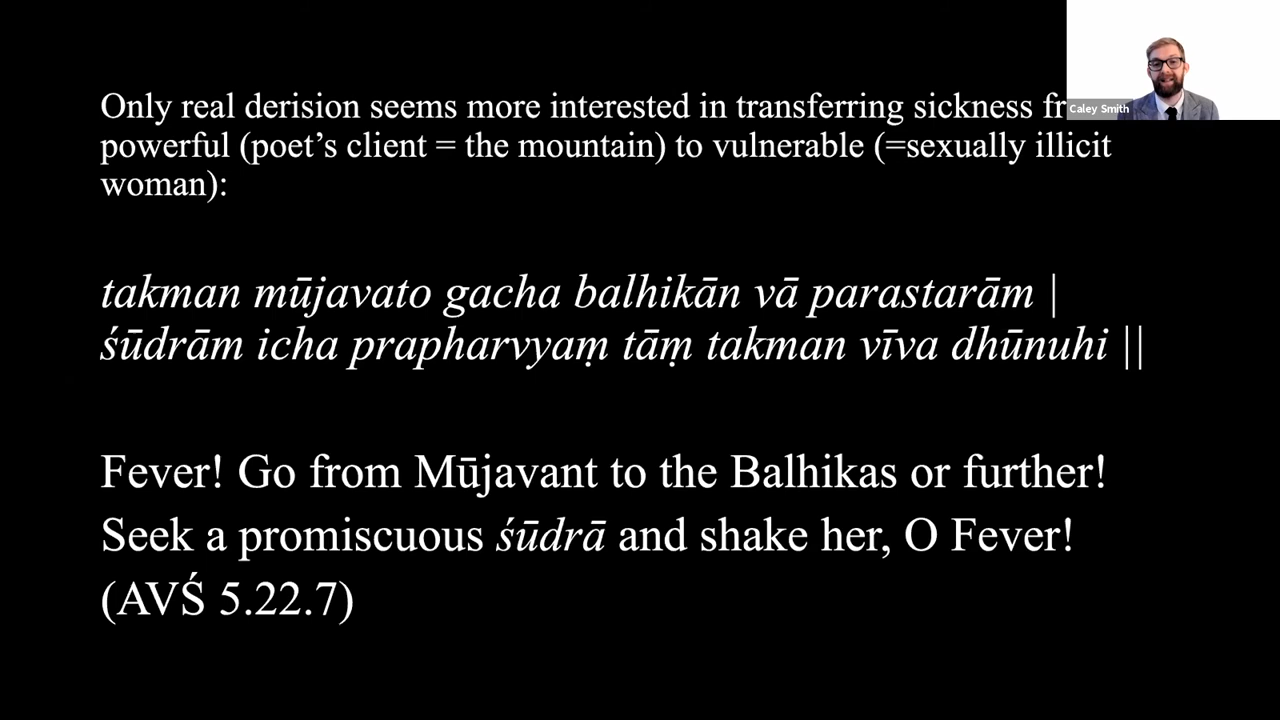 Only real derision seems more interested in transferring sickness
powerful (poet’s client = the mountain) to vulnerable (=sexually illicit
woman):
Caley Smith
takman mūjavato gacha balhikān vā parastarām |
śūdrām icha prapharvyaṃ tāṃ takman vīva dhūnuhi ||
Fever! Go from Mūjavant to the Balhikas or further!
Seek a promiscuous śūdrā and shake her, O Fever!
(AVŚ 5.22.7)